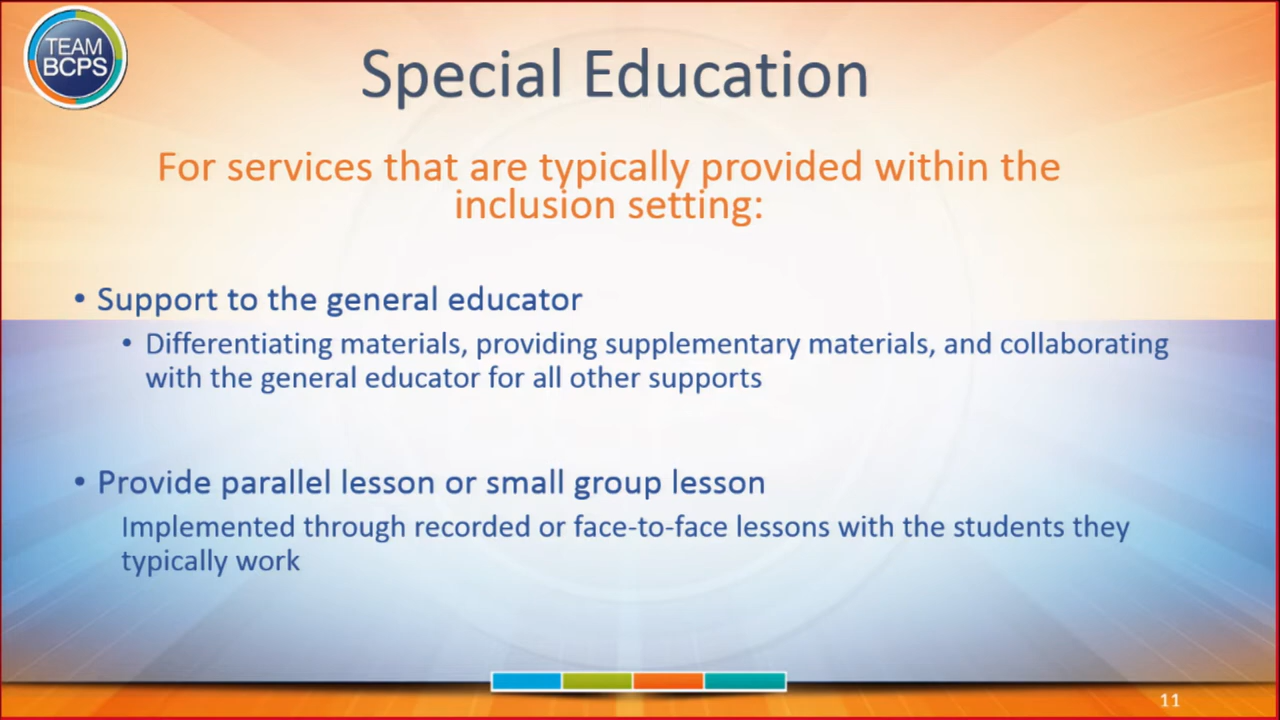 TEAM
BCPS
Special Education
For services that are typically provided within the
inclusion setting:
• Support to the general educator
• Differentiating materials, providing supplementary materials, and collaborating
with the general educator for all other supports
• Provide parallel lesson or small group lesson
Implemented through recorded or face-to-face lessons with the students they
typically work
11